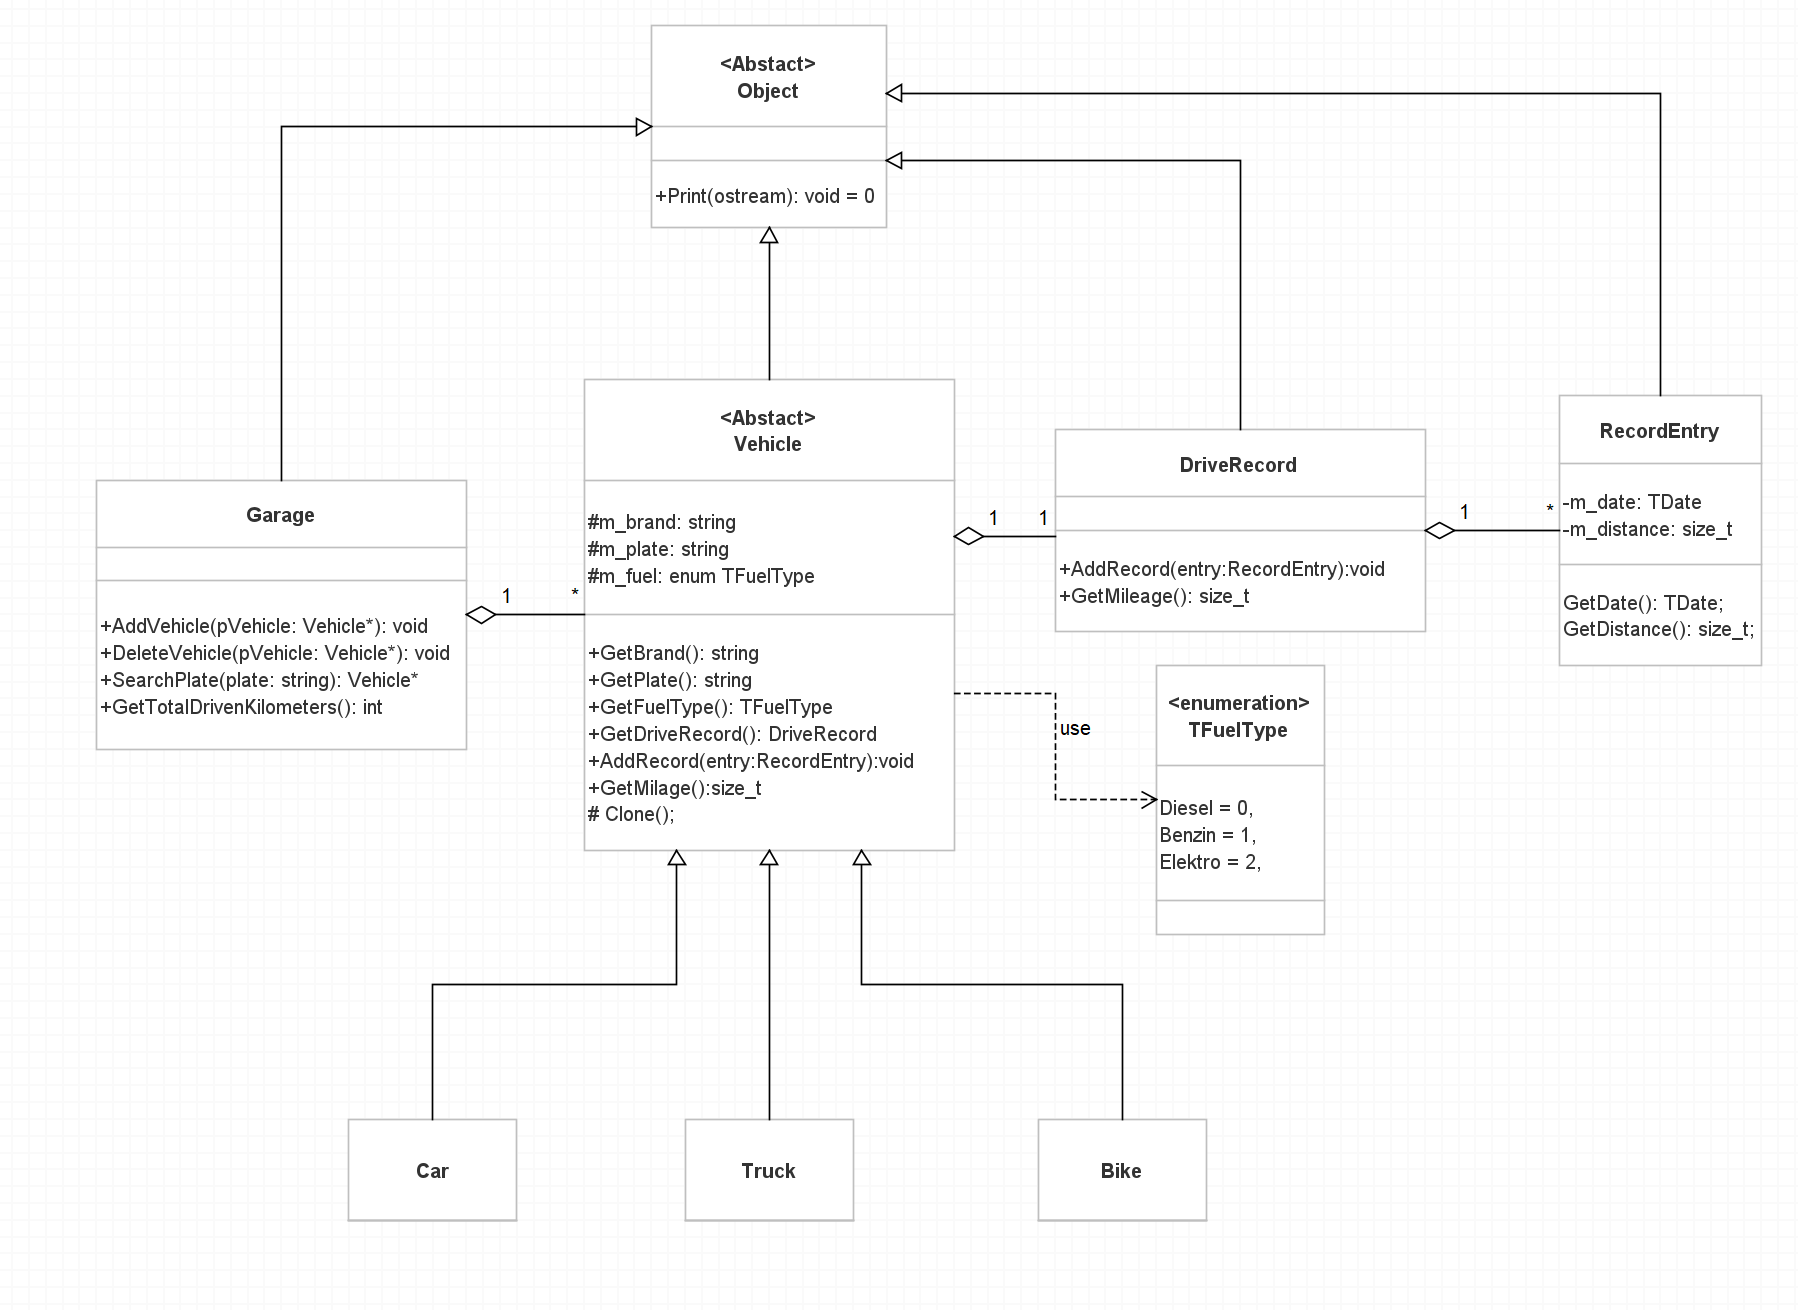 <Abstact>
Object
+Print(ostream): void = 0
<Abstact>
Vehicle
#m_brand: string
#m_plate: string
#m_fuel: enum TFuelType
+GetBrand(): string
+GetPlate(): string
+GetFuelType(): TFuelType
+GetDriveRecord(): DriveRecord
+AddRecord(entry:RecordEntry):void
+GetMilage():size_t
# Clone();
Garage
+AddVehicle(pVehicle: Vehicle*): void
+DeleteVehicle(pVehicle: Vehicle*): void
+SearchPlate(plate: string): Vehicle*
+GetTotalDrivenKilometers(): int
1
*
1
1
DriveRecord
+AddRecord(entry:RecordEntry):void
+GetMileage(): size_t
1
*
RecordEntry
-m_date: TDate
-m_distance: size_t
GetDate(): TDate;
GetDistance(): size_t;
use
<enumeration>
TFuelType
Diesel = 0,
Benzin = 1,
Elektro = 2,
Car
Truck
Bike